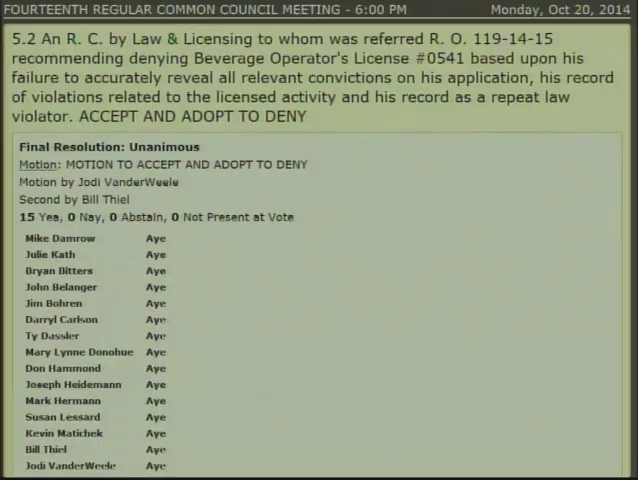 FOURTEENTH REGULAR COMMON COUNCIL MEETING - 6:00 PM Monday, Oct 20, 2014
5.2 An R. C. by Law & Licensing to whom was referred R. O. 119-14-15
recommending denying Beverage Operator's License #0541 based upon his
failure to accurately reveal all relevant convictions on his application, his record
of violations related to the licensed activity and his record as a repeat law
violator. ACCEPT AND ADOPT TO DENY
Final Resolution: Unanimous
Motion: MOTION TO ACCEPT AND ADOPT TO DENY
Motion by Jodi VanderWeele
Second by Bill Thiel
15 Yea, 0 Nay, 0 Abstain, 0 Not Present at Vote
Mike Damrow Aye
Julie Kath Aye
Bryan Bitters Aye
John Belanger Aye
Jim Bohren Aye
Darryl Carlson Aye
Ty Dassler Aye
Mary Lynne Donohue Aye
Don Hammond Aye
Joseph Heidemann Aye
Mark Hermann Aye
Susan Lessard Aye
Kevin Matichek Aye
Bill Thiel Aye
Jodi VanderWeele Aye